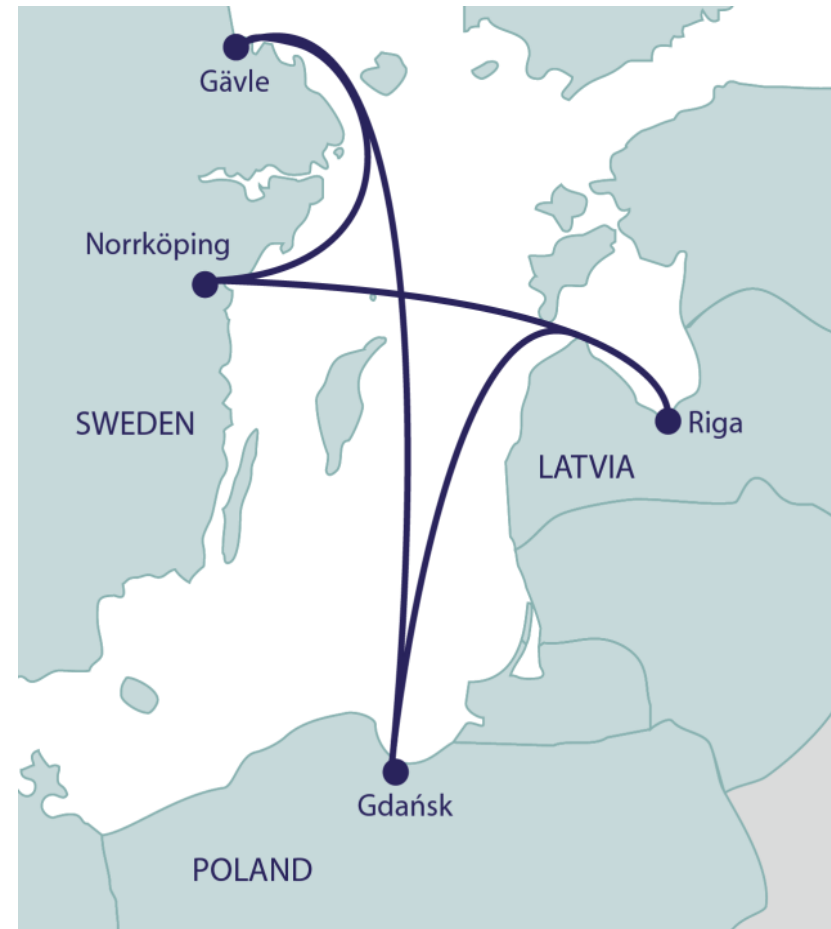 Gävle
Norrköping
SWEDEN
Riga
LATVIA
Gdańsk
POLAND